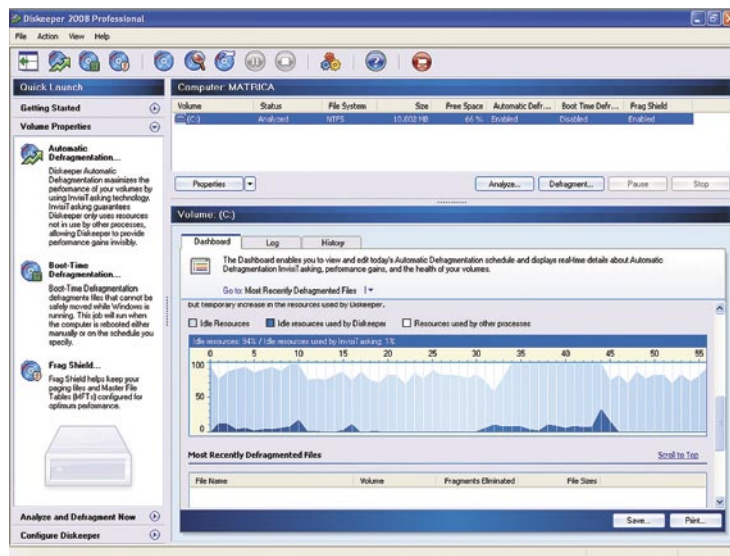 Diskeeper 2008 Professional
File Action View Help
Quick Launch
Getting Started
Volume Properties
Automatic
Defragmentation...
Diskeeper Automatic
Defragmentation maximizes the
performance of your volumes by
using InvisiTasking technology.
InvisiTasking guarantees
Diskeeper only uses resources
not in use by other processes,
allowing Diskeeper to provide
performance gains invisibly.
Boot-Time
Defragmentation...
Boot-Time Defragmentation
defragments files that cannot be
safely moved while Windows is
running. This job will run when
the computer is rebooted either
manually or on the schedule you
specify.
Frag Shield...
Frag Shield helps keep your
paging files and Master File
Tables (MFTs) configured for
optimum performance.
Analyze and Defragment Now
Configure Diskeeper
Computer: MATRICA
Volume Status File System Size Free Space Automatic Defr... Boot Time Defr... Frag Shield
(C:) Analyzed NTFS 10,002 MB 66 % Enabled Disabled Enabled
Properties Analyze... Defragment... Pause Stop
Volume: (C:)
Dashboard Log History
The Dashboard enables you to view and edit today's Automatic Defragmentation schedule and displays real-time details about Automatic
Defragmentation InvisiTasking, performance gains, and the health of your volumes.
Go to: Most Recently Defragmented Files
but temporary increase in the resources used by Diskeeper.
Idle Resources Idle resources used by Diskeeper Resources used by other processes
Idle resources: 94% / Idle resources used by InvisiTasking: 1%
0 5 10 15 20 25 30 35 40 45 50 55
100
50
0
Most Recently Defragmented Files Scroll to Top
File Name Volume Fragments Eliminated File Sizes
Save... Print...